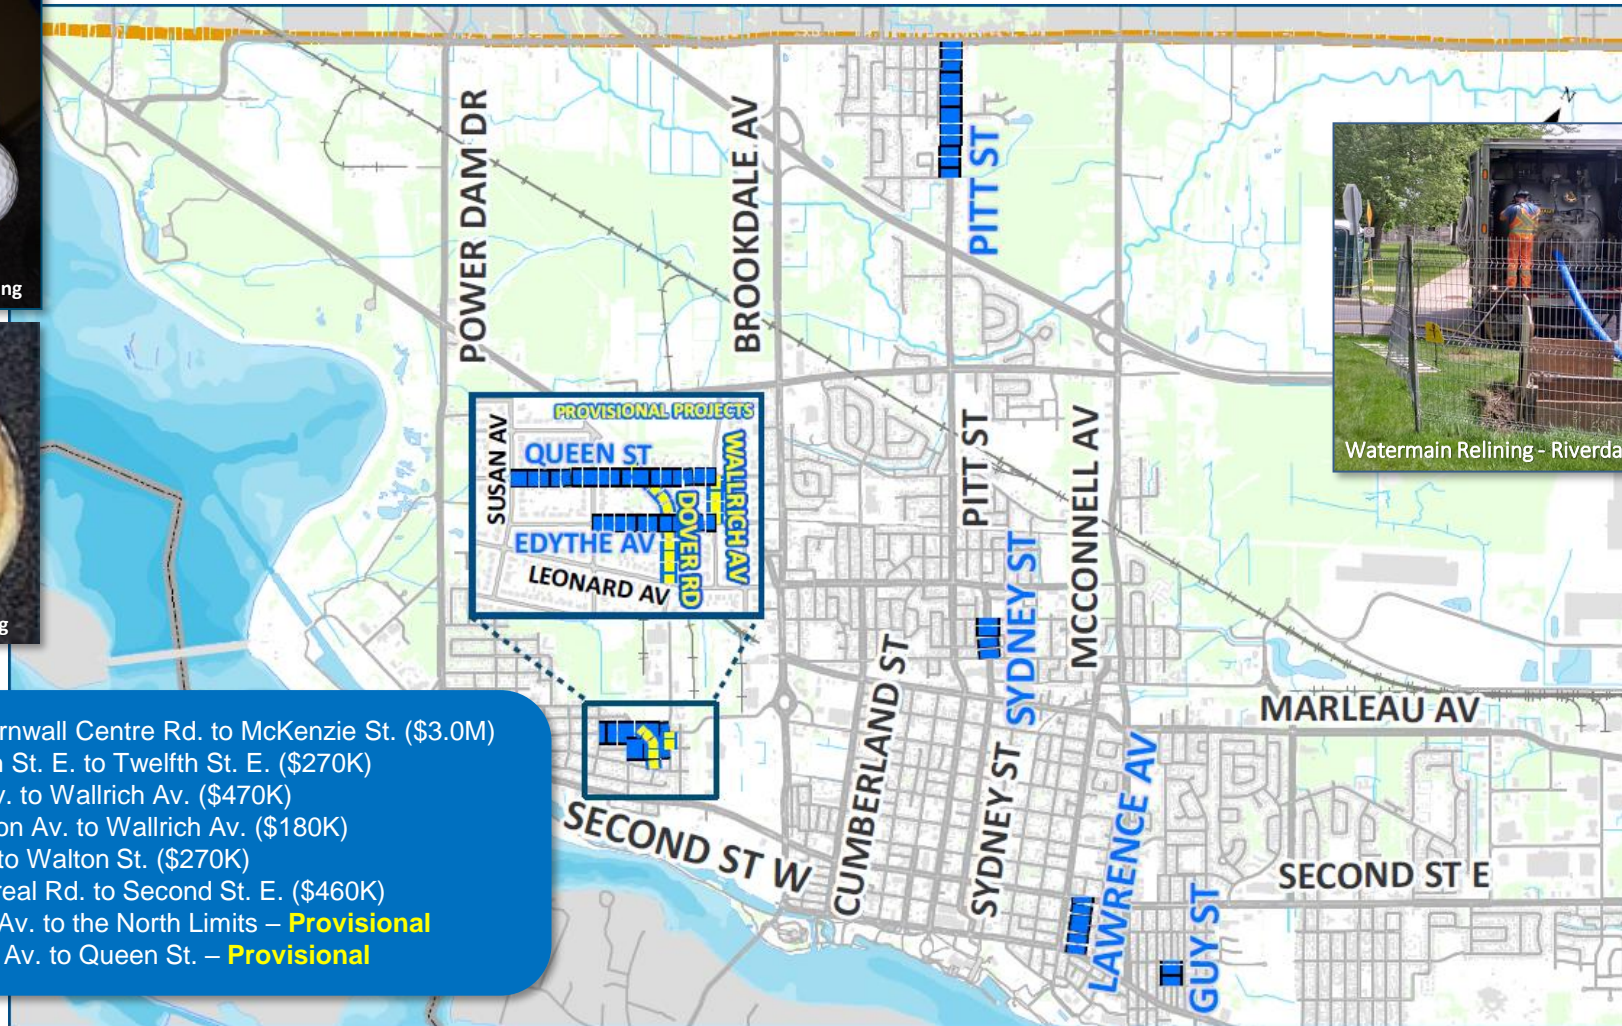 ng
g
POWER DAM DR
BROOKDALE AV
PITT ST
N
Watermain Relining - Riverda
PROVISIONAL PROJECTS
SUSAN AV
QUEEN ST
WALLRICH AV
DOVER RD
EDYTHE AV
LEONARD AV
PITT ST
MCCONNELL AV
SYDNEY ST
CUMBERLAND ST
MARLEAU AV
SYDNEY ST
LAWRENCE AV
SECOND ST W
SECOND ST E
GUY ST
rnwall Centre Rd. to McKenzie St. ($3.0M)
h St. E. to Twelfth St. E. ($270K)
v. to Wallrich Av. ($470K)
on Av. to Wallrich Av. ($180K)
to Walton St. ($270K)
real Rd. to Second St. E. ($460K)
Av. to the North Limits – Provisional
Av. to Queen St. – Provisional